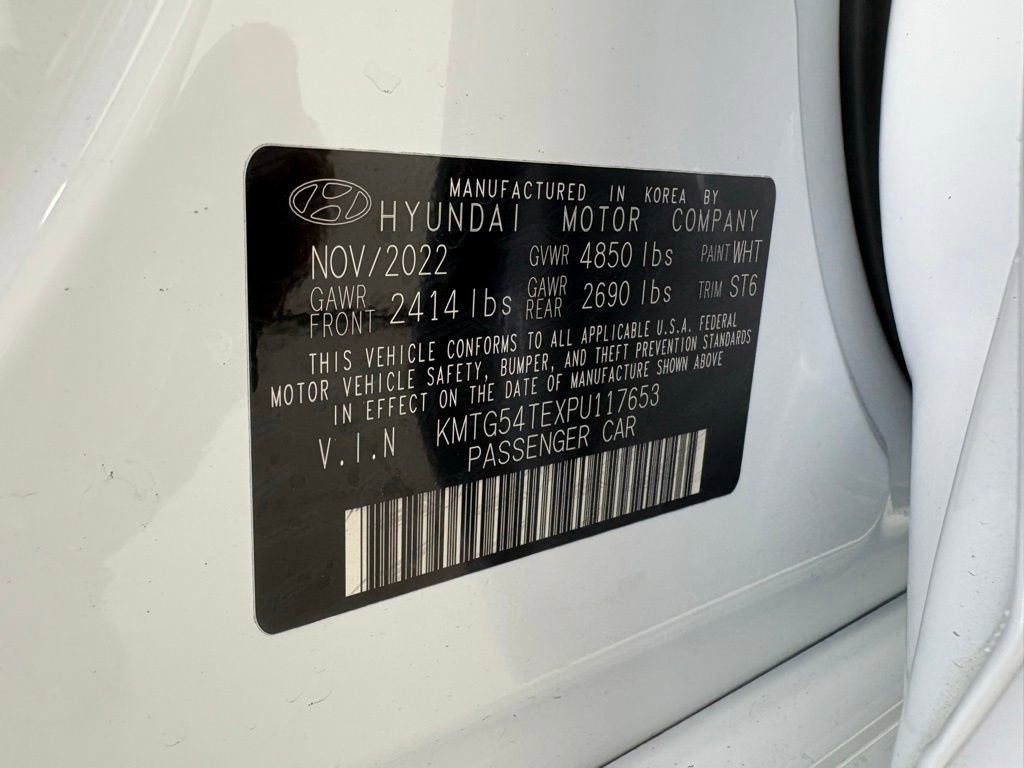 MANUFACTURED IN KOREA BY
HYUNDAI MOTOR COMPANY
NOV/2022 GVWR 4850 lbs PAINT WHT
GAWR FRONT 2414 lbs GAWR REAR 2690 lbs TRIM ST6
THIS VEHICLE CONFORMS TO ALL APPLICABLE U.S.A. FEDERAL
MOTOR VEHICLE SAFETY, BUMPER, AND THEFT PREVENTION STANDARDS
IN EFFECT ON THE DATE OF MANUFACTURE SHOWN ABOVE
V.I.N KMTG54TEXPU117653
PASSENGER CAR